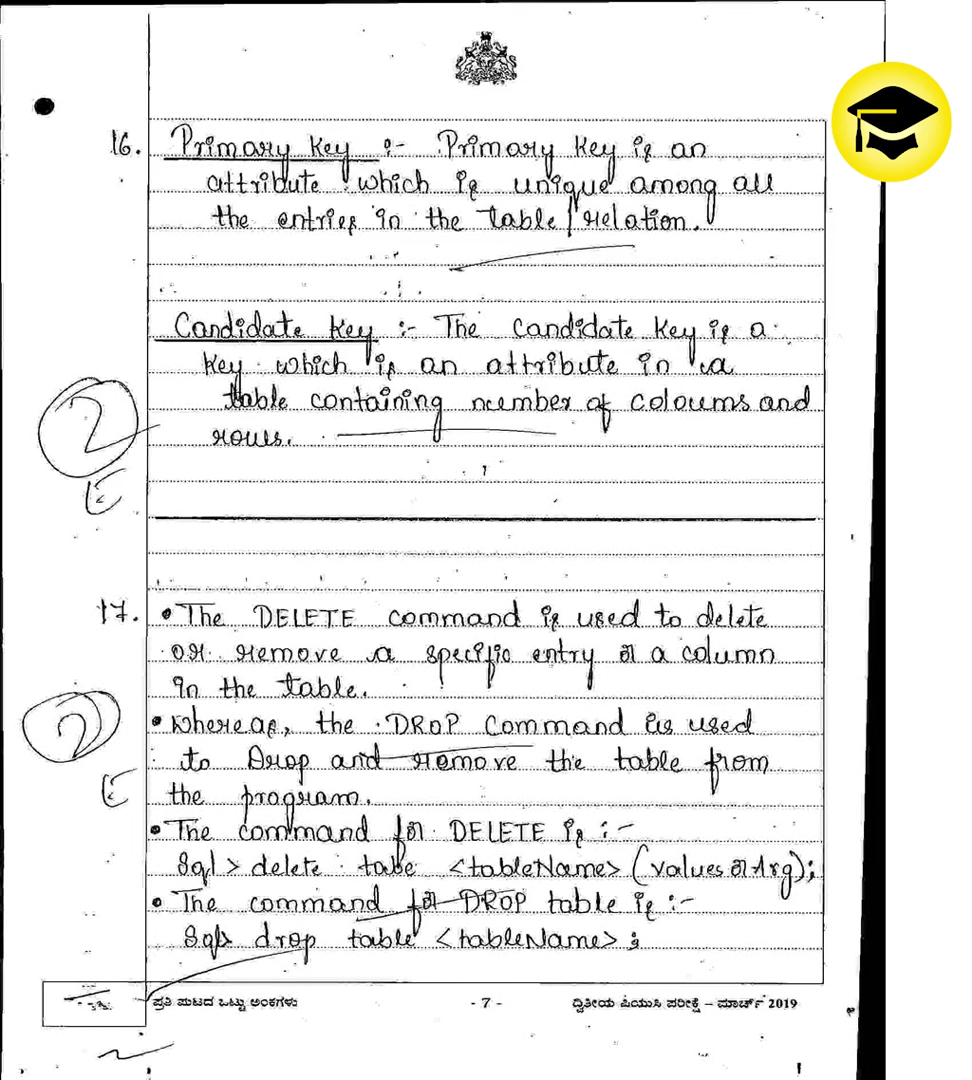 16. Primary Key :- Primary Key is an
attribute which is unique among all
the entries in the table/relation.
Candidate Key :- The candidate key is a
key which is an attribute in a
table containing number of coloums and
rows.
2
17. • The DELETE command is used to delete
or remove a specific entry or a column
in the table.
• Whereas, the DROP Command is used
2
to Drop and remove the table from
the program.
• The command for DELETE is :-
Sql> delete table <tableName> (values or Arg);
• The command for DROP table is :-
Sql> drop table <tableName> ;
ಪ್ರತಿ ಪುಟದ ಒಟ್ಟು ಅಂಕಗಳು - 7 - ದ್ವಿತೀಯ ಪಿಯುಸಿ ಪರೀಕ್ಷೆ – ಮಾರ್ಚ್ 2019